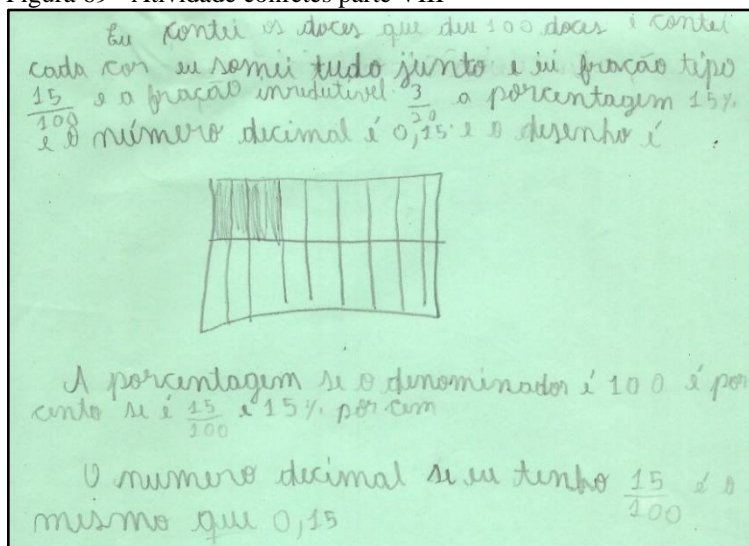 Figura 69 - Atividade confetes parte VIII
Eu contei os doces que deu 100 doces i contei
cada cor eu somei tudo junto e iu fração tipo
15/100 e a fração inredutivel 3/20 a porcentagem 15%
e o número decimal é 0,15 e o desenho é
A porcentagem se o denominador é 100 é por
cento se é 15/100 é 15% por cem
O numero decimal se eu tenho 15/100 é o
mesmo que 0,15